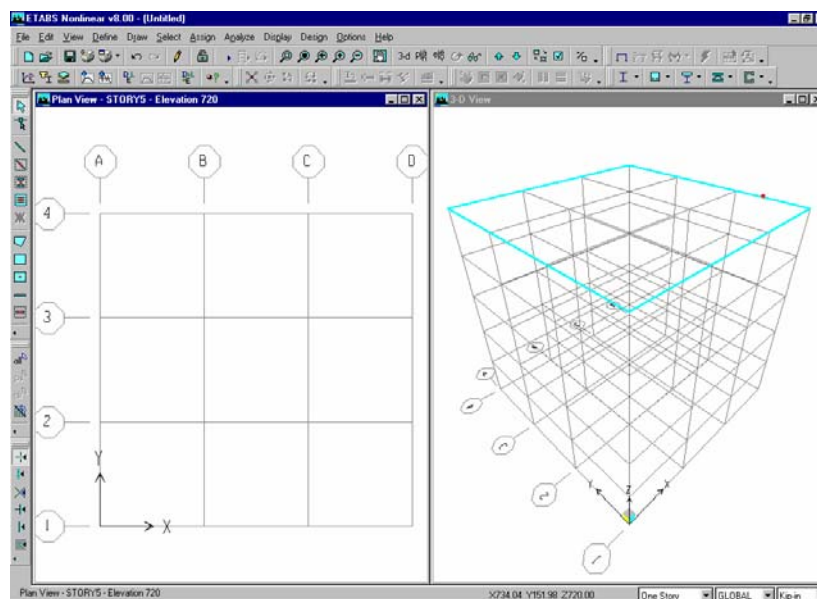 ETABS Nonlinear v8.00 - (Untitled)
File Edit View Define Draw Select Assign Analyze Display Design Options Help
3-d
Plan View - STORY5 - Elevation 720
3-D View
A B C D
4
3
2
Y
1
X
Y Z X
Plan View - STORY5 - Elevation 720 X734.04 Y151.98 Z720.00 One Story GLOBAL Kip-in